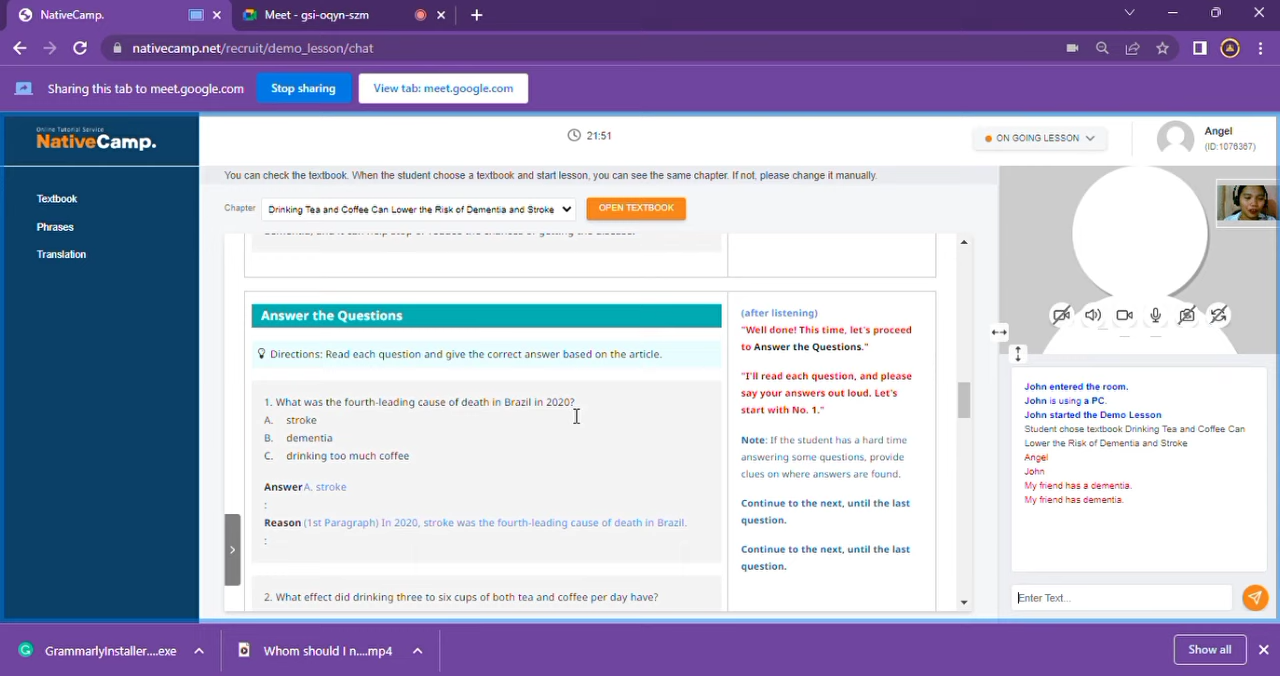 NativeCamp.
Meet - gsi-oqyn-szm
nativecamp.net/recruit/demo_lesson/chat
Sharing this tab to meet.google.com
Stop sharing
View tab: meet.google.com
Online Tutorial Service
NativeCamp.
21:51
ON GOING LESSON
Angel
(ID:1076367)
You can check the textbook. When the student choose a textbook and start lesson, you can see the same chapter. If not, please change it manually.
Textbook
Phrases
Translation
Chapter
Drinking Tea and Coffee Can Lower the Risk of Dementia and Stroke
OPEN TEXTBOOK
Answer the Questions
Directions: Read each question and give the correct answer based on the article.
1. What was the fourth-leading cause of death in Brazil in 2020?
A. stroke
B. dementia
C. drinking too much coffee
Answer A. stroke
:
Reason (1st Paragraph) In 2020, stroke was the fourth-leading cause of death in Brazil.
:
2. What effect did drinking three to six cups of both tea and coffee per day have?
(after listening)
"Well done! This time, let's proceed
to Answer the Questions."
"I'll read each question, and please
say your answers out loud. Let's
start with No. 1."
Note: If the student has a hard time
answering some questions, provide
clues on where answers are found.
Continue to the next, until the last
question.
Continue to the next, until the last
question.
John entered the room.
John is using a PC.
John started the Demo Lesson
Student chose textbook Drinking Tea and Coffee Can
Lower the Risk of Dementia and Stroke
Angel
John
My friend has a dementia.
My friend has dementia.
Enter Text...
GrammarlyInstaller....exe
Whom should I n....mp4
Show all